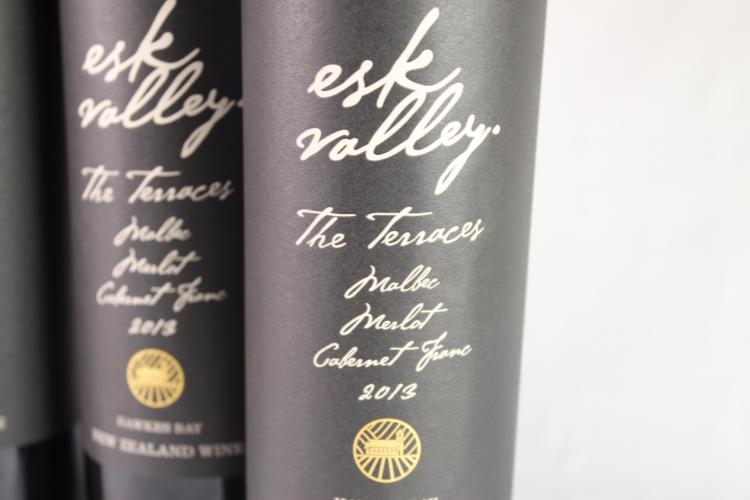 esk
valley.
The Terraces
Malbec
Merlot
Cabernet Franc
2013
HAWKES BAY
NEW ZEALAND WINE
esk
valley.
The Terraces
Malbec
Merlot
Cabernet Franc
2013